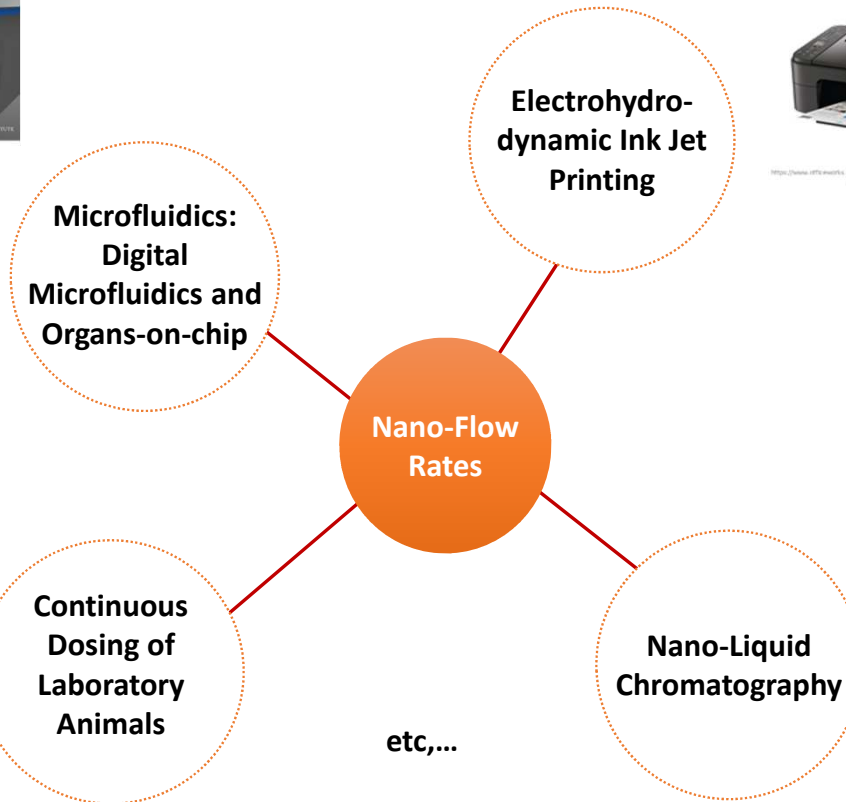 Electrohydro-
dynamic Ink Jet
Printing
Microfluidics:
Digital
Microfluidics and
Organs-on-chip
Nano-Flow
Rates
Continuous
Dosing of
Laboratory
Animals
Nano-Liquid
Chromatography
etc,...